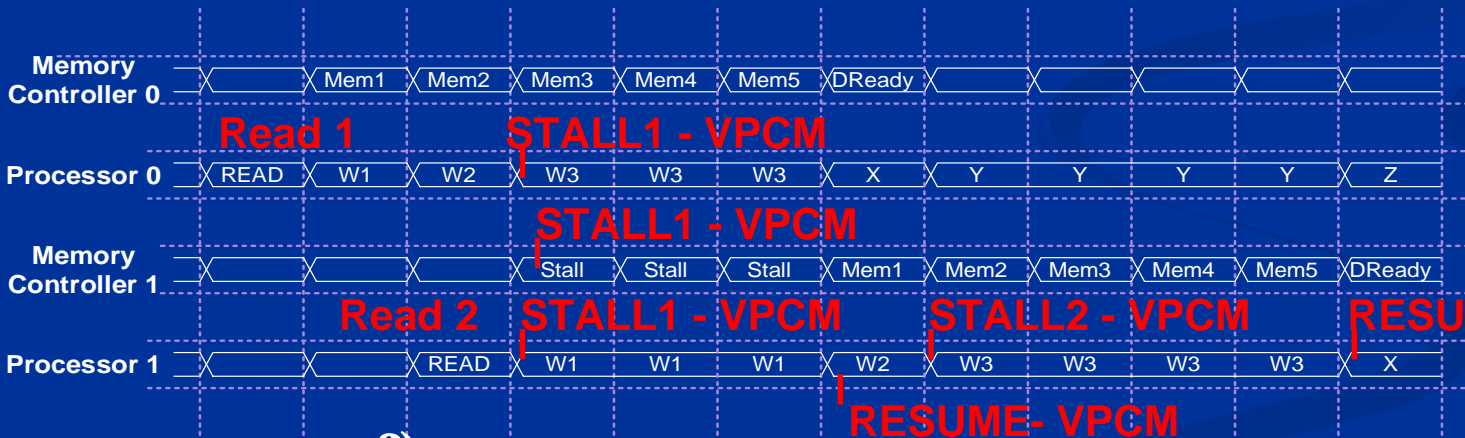 Memory
Controller 0
Mem1 Mem2 Mem3 Mem4 Mem5 DReady
Read 1 STALL1 - VPCM
Processor 0 READ W1 W2 W3 W3 W3 X Y Y Y Y Z
STALL1 - VPCM
Memory
Controller 1
Stall Stall Stall Mem1 Mem2 Mem3 Mem4 Mem5 DReady
Read 2 STALL1 - VPCM STALL2 - VPCM RESU
Processor 1 READ W1 W1 W1 W2 W3 W3 W3 W3 X
RESUME- VPCM